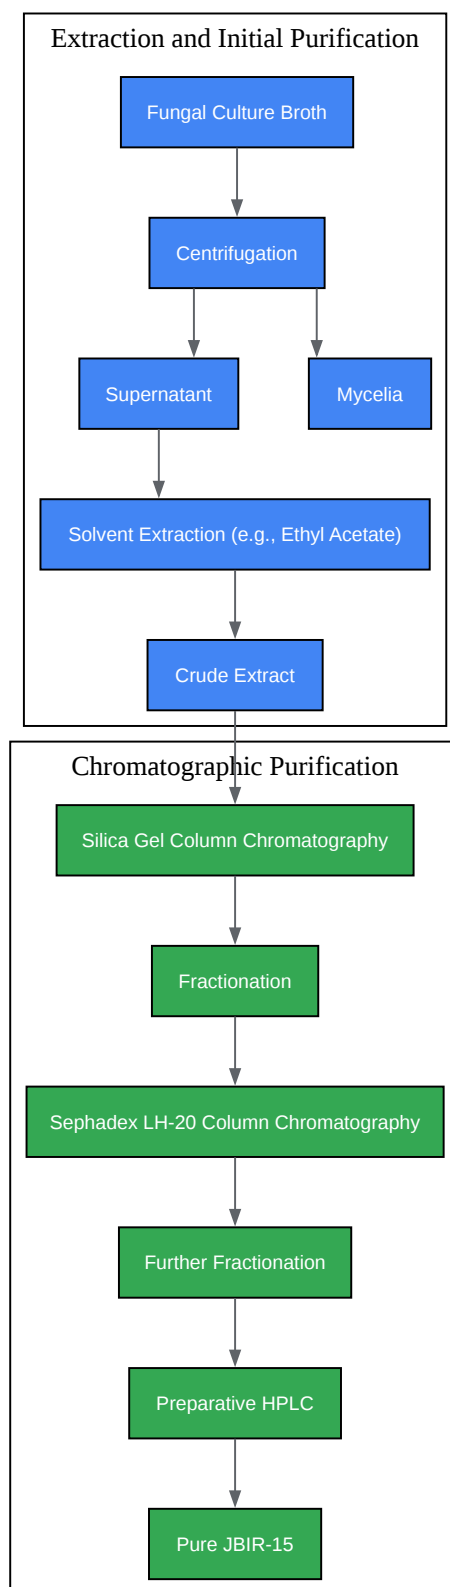 Extraction and Initial Purification
Fungal Culture Broth
Centrifugation
Supernatant
Mycelia
Solvent Extraction (e.g., Ethyl Acetate)
Crude Extract
Chromatographic Purification
Silica Gel Column Chromatography
Fractionation
Sephadex LH-20 Column Chromatography
Further Fractionation
Preparative HPLC
Pure JBIR-15